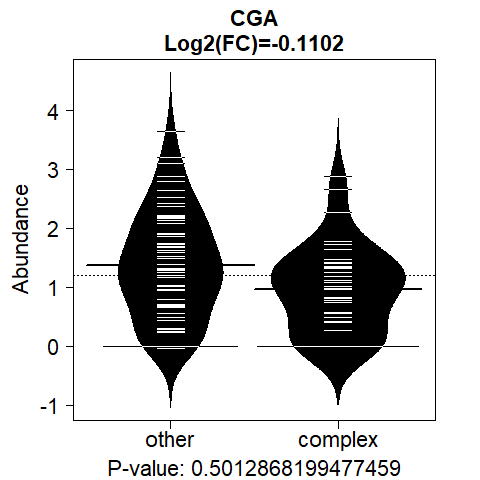 CGA
Log2(FC)=-0.1102
Abundance
4
3
2
1
0
-1
other complex
P-value: 0.5012868199477459